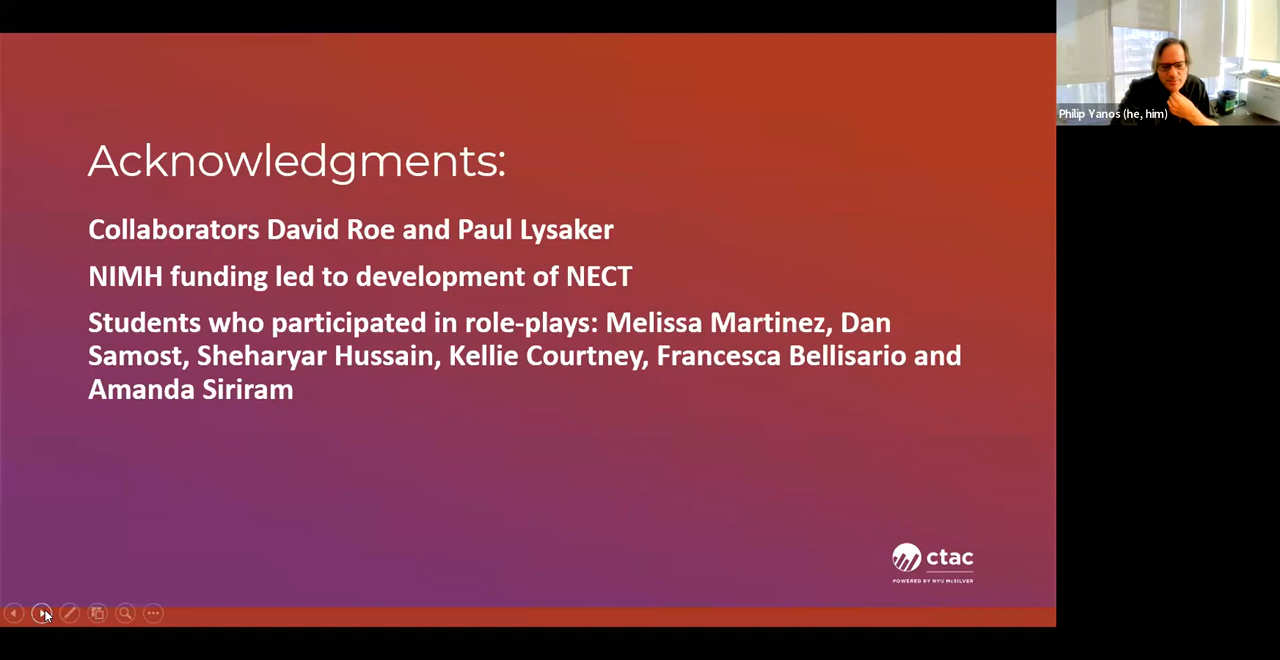 Acknowledgments:
Collaborators David Roe and Paul Lysaker
NIMH funding led to development of NECT
Students who participated in role-plays: Melissa Martinez, Dan
Samost, Sheharyar Hussain, Kellie Courtney, Francesca Bellisario and
Amanda Siriram
ctac
POWERED BY NYU McSILVER
Philip Yanos (he, him)